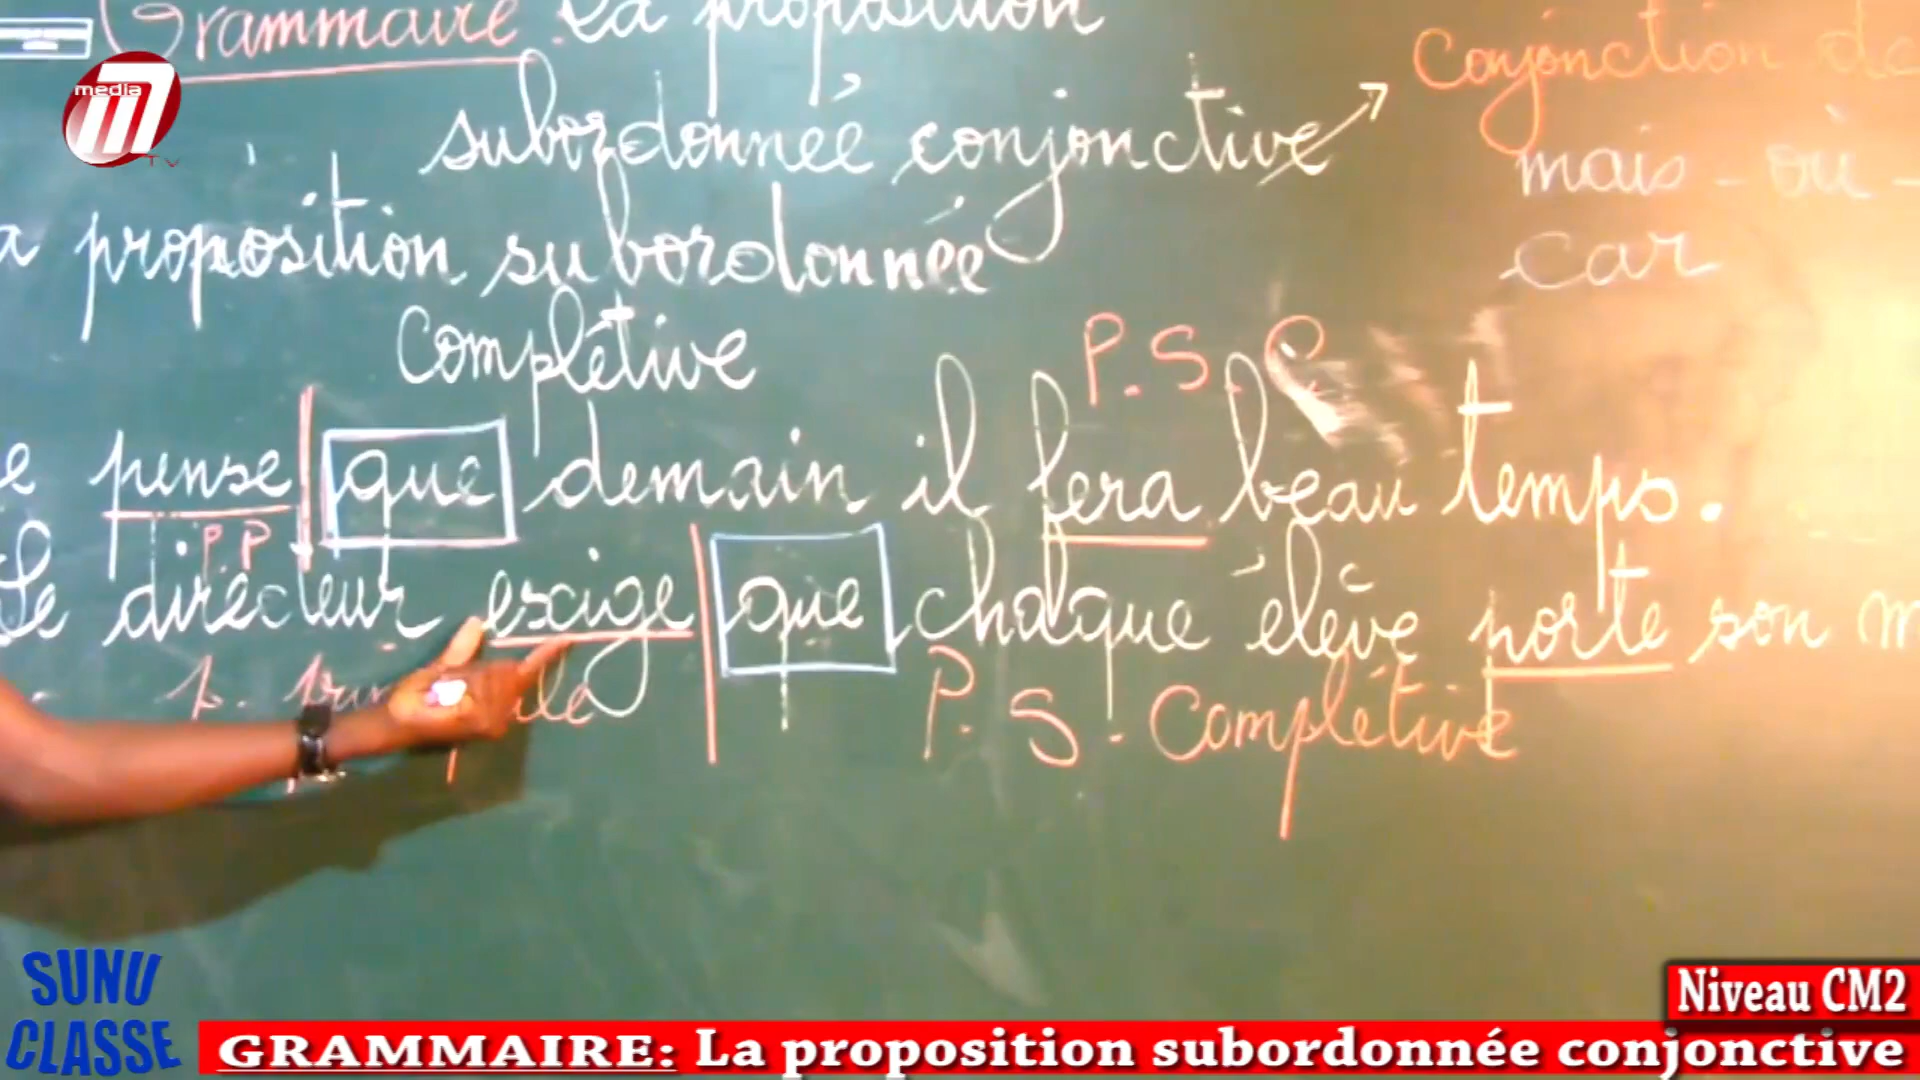 Grammaire : La proposition
subordonnée conjonctive
Conjonction de
mais - où -
car
a proposition subordonnée
Complétive
P. S. C
e pense que demain il fera beau temps.
P. P
Le directeur exige que chaque élève porte son m
P. S. Complétive
media
TV
SUNU
CLASSE
Niveau CM2
GRAMMAIRE: La proposition subordonnée conjonctive